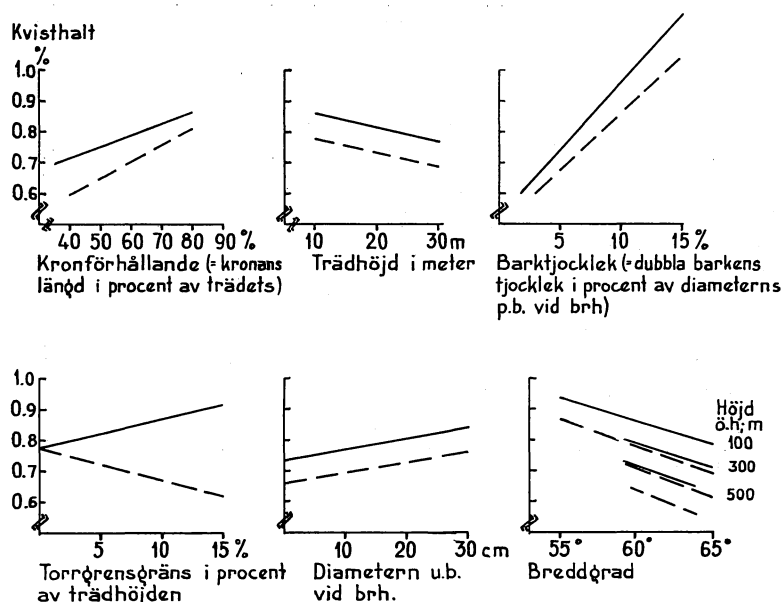 Kvisthalt
%
1.0
0.9
0.8
0.7
0.6
40 50 60 70 80 90 %
Kronförhållande (= kronans
längd i procent av trädets)
10 20 30 m
Trädhöjd i meter
5 10 15 %
Barktjocklek (= dubbla barkens
tjocklek i procent av diameterns
p.b. vid brh)
1.0
0.9
0.8
0.7
0.6
5 10 15 %
Torrgrensgräns i procent
av trädhöjden
10 20 30 cm
Diametern u.b.
vid brh.
Höjd
ö.h; m
100
300
500
55° 60° 65°
Breddgrad